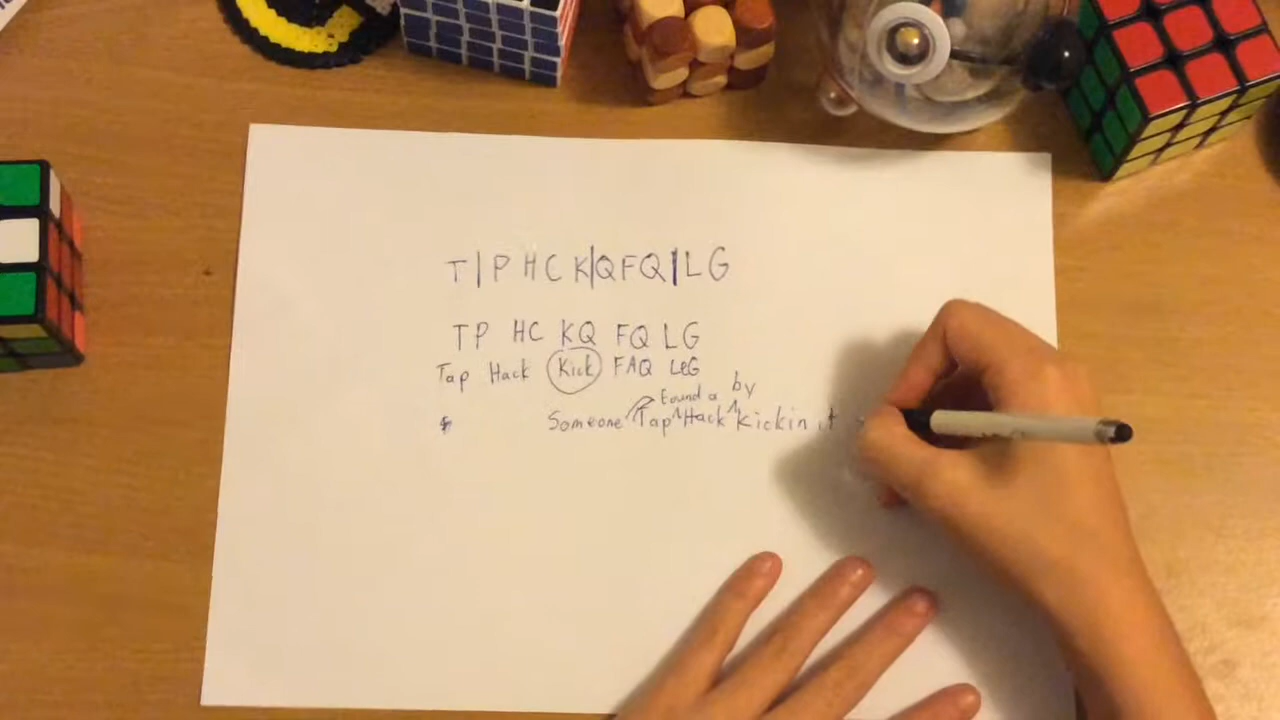 T|PHCK|QFQ|LG
TP HC KQ FQ LG
Tap Hack Kick FAQ LeG
Found a by
Someone Tap Hack kickin it